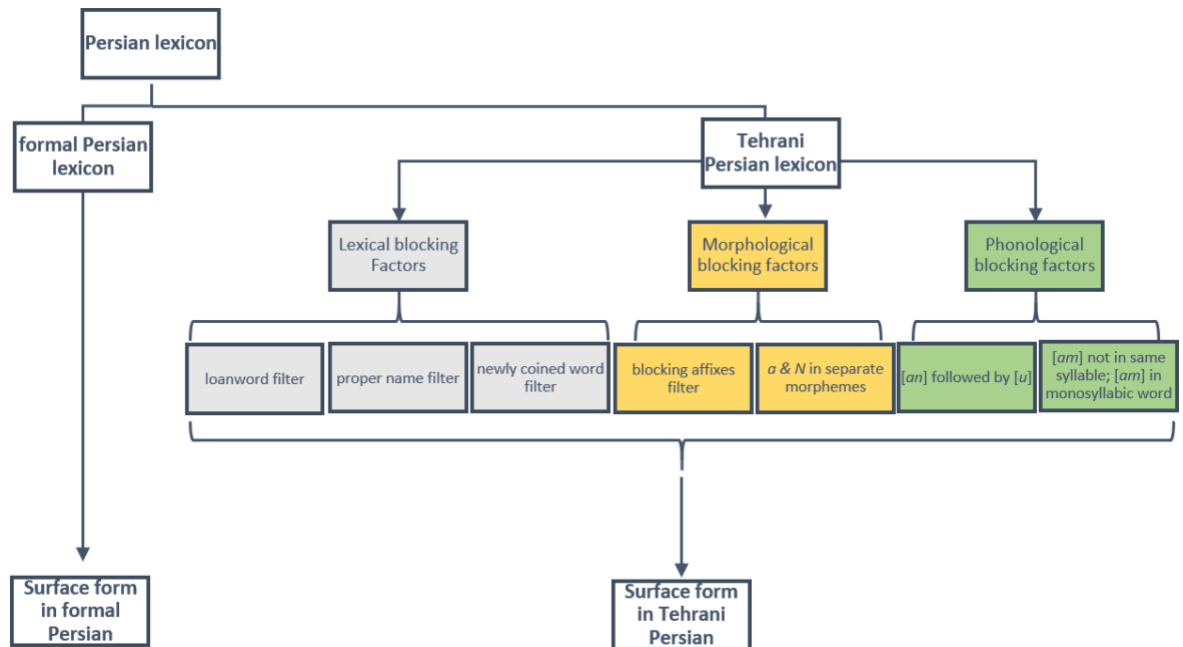 Persian lexicon
formal Persian
lexicon
Tehrani
Persian lexicon
Lexical blocking
Factors
Morphological
blocking factors
Phonological
blocking factors
loanword filter
proper name filter
newly coined word
filter
blocking affixes
filter
a & N in separate
morphemes
[an] followed by [u]
[am] not in same
syllable; [am] in
monosyllabic word
Surface form
in formal
Persian
Surface form
in Tehrani
Persian